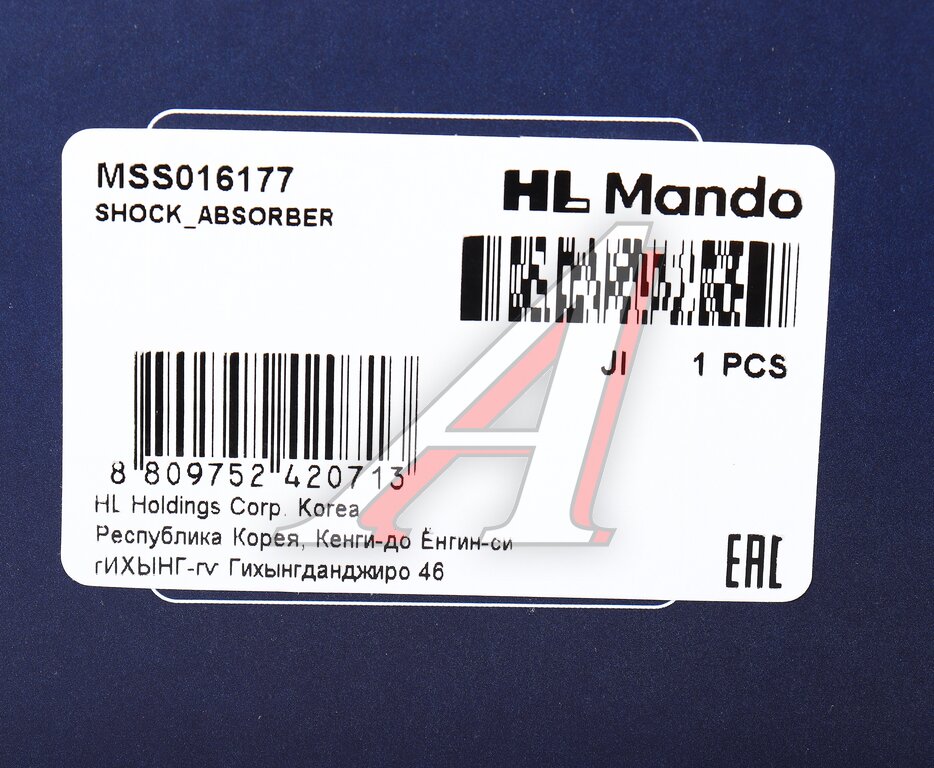 MSS016177
SHOCK_ABSORBER
HL Mando
JI 1 PCS
8 809752 420713
HL Holdings Corp. Korea
Республика Корея, Кенги-до Ёнгин-си
ГИХЫНГ-гу Гихынгданджиро 46
EAC